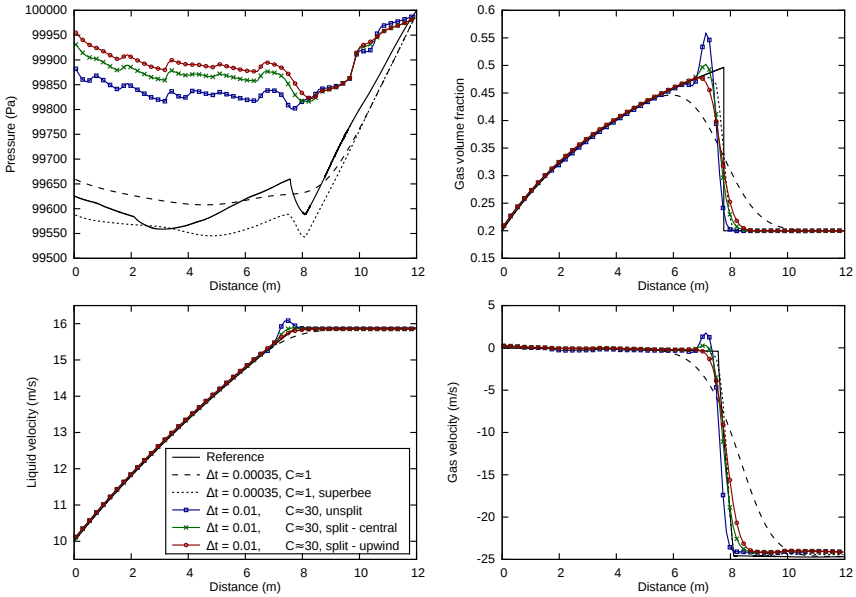 100000
99950
99900
99850
99800
99750
99700
99650
99600
99550
99500
Pressure (Pa)
0 2 4 6 8 10 12
Distance (m)
0.6
0.55
0.5
0.45
0.4
0.35
0.3
0.25
0.2
0.15
Gas volume fraction
0 2 4 6 8 10 12
Distance (m)
16
15
14
13
12
11
10
Liquid velocity (m/s)
Reference
Δt = 0.00035, C≈1
Δt = 0.00035, C≈1, superbee
Δt = 0.01, C≈30, unsplit
Δt = 0.01, C≈30, split - central
Δt = 0.01, C≈30, split - upwind
0 2 4 6 8 10 12
Distance (m)
5
0
-5
-10
-15
-20
-25
Gas velocity (m/s)
0 2 4 6 8 10 12
Distance (m)